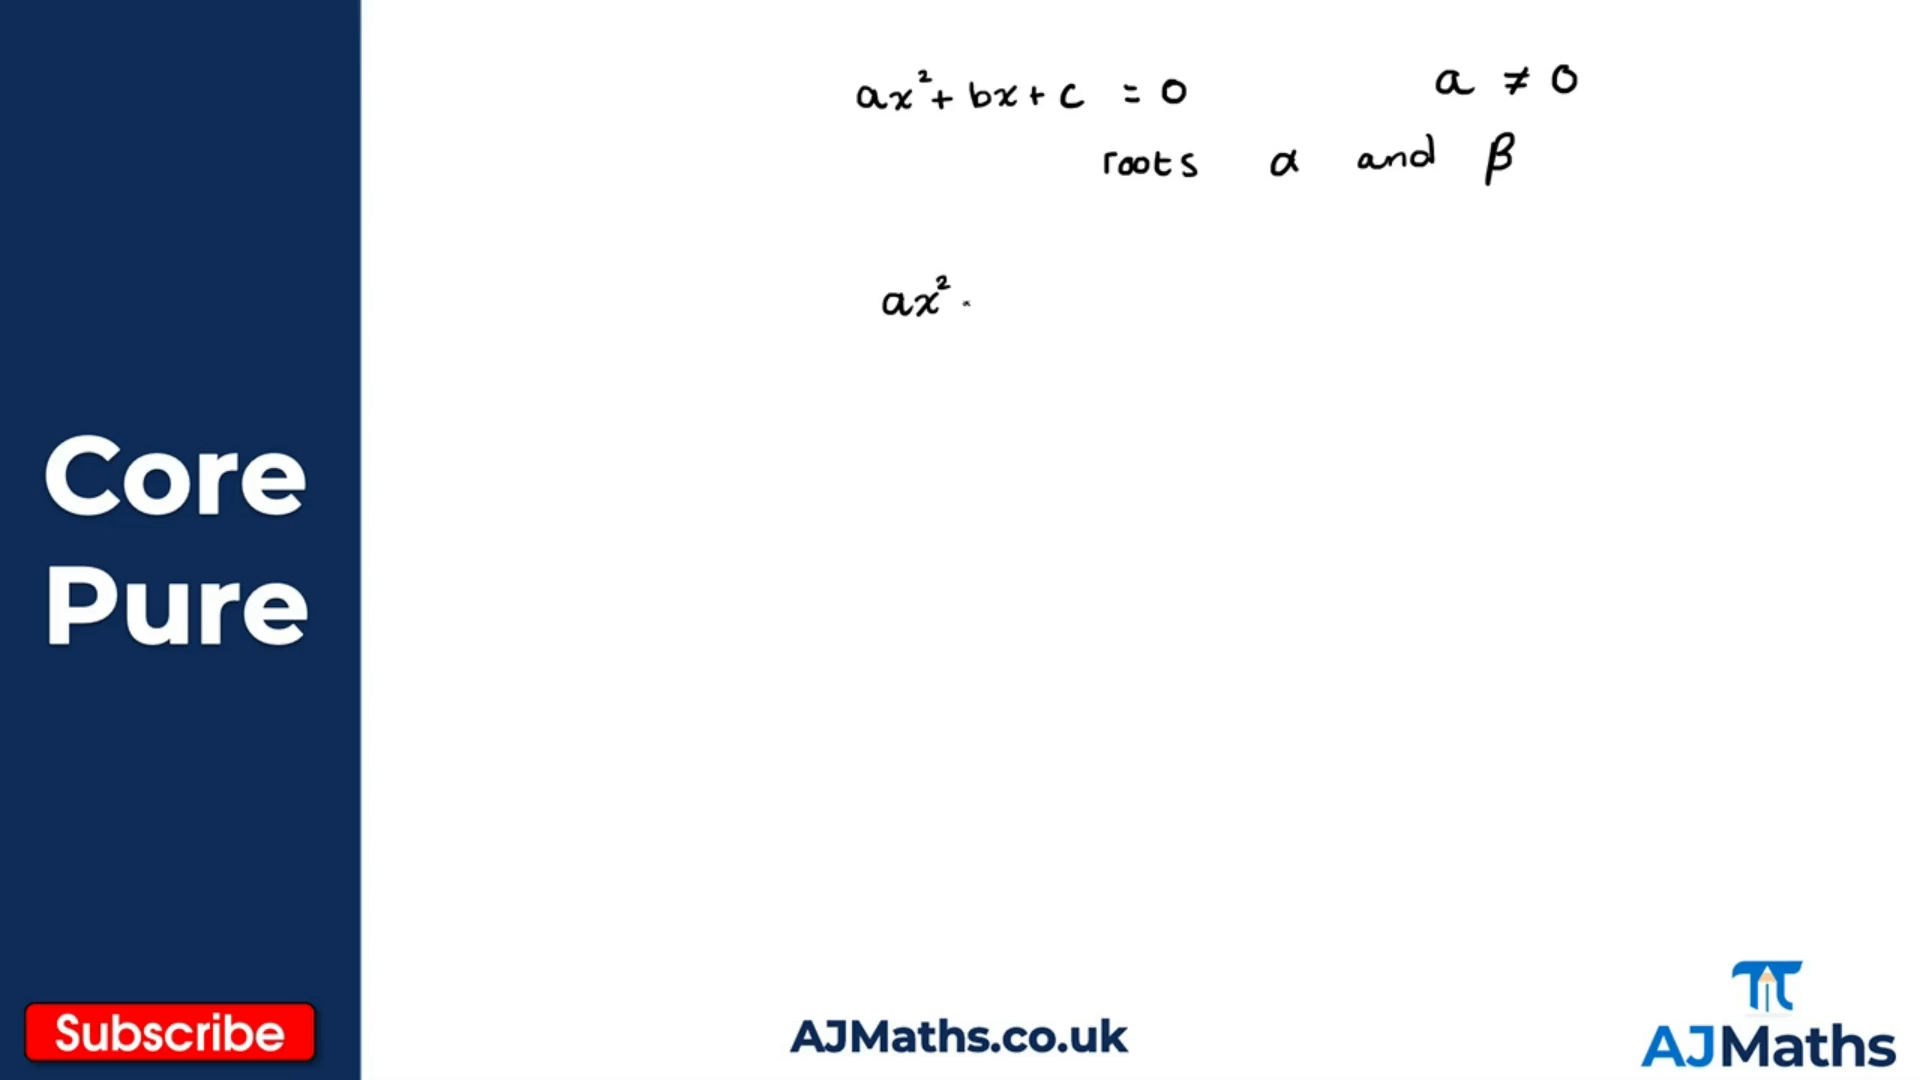 ax² + bx + c = 0 a ≠ 0
roots α and β
ax² ·
Core
Pure
Subscribe
AJMaths.co.uk
AJMaths